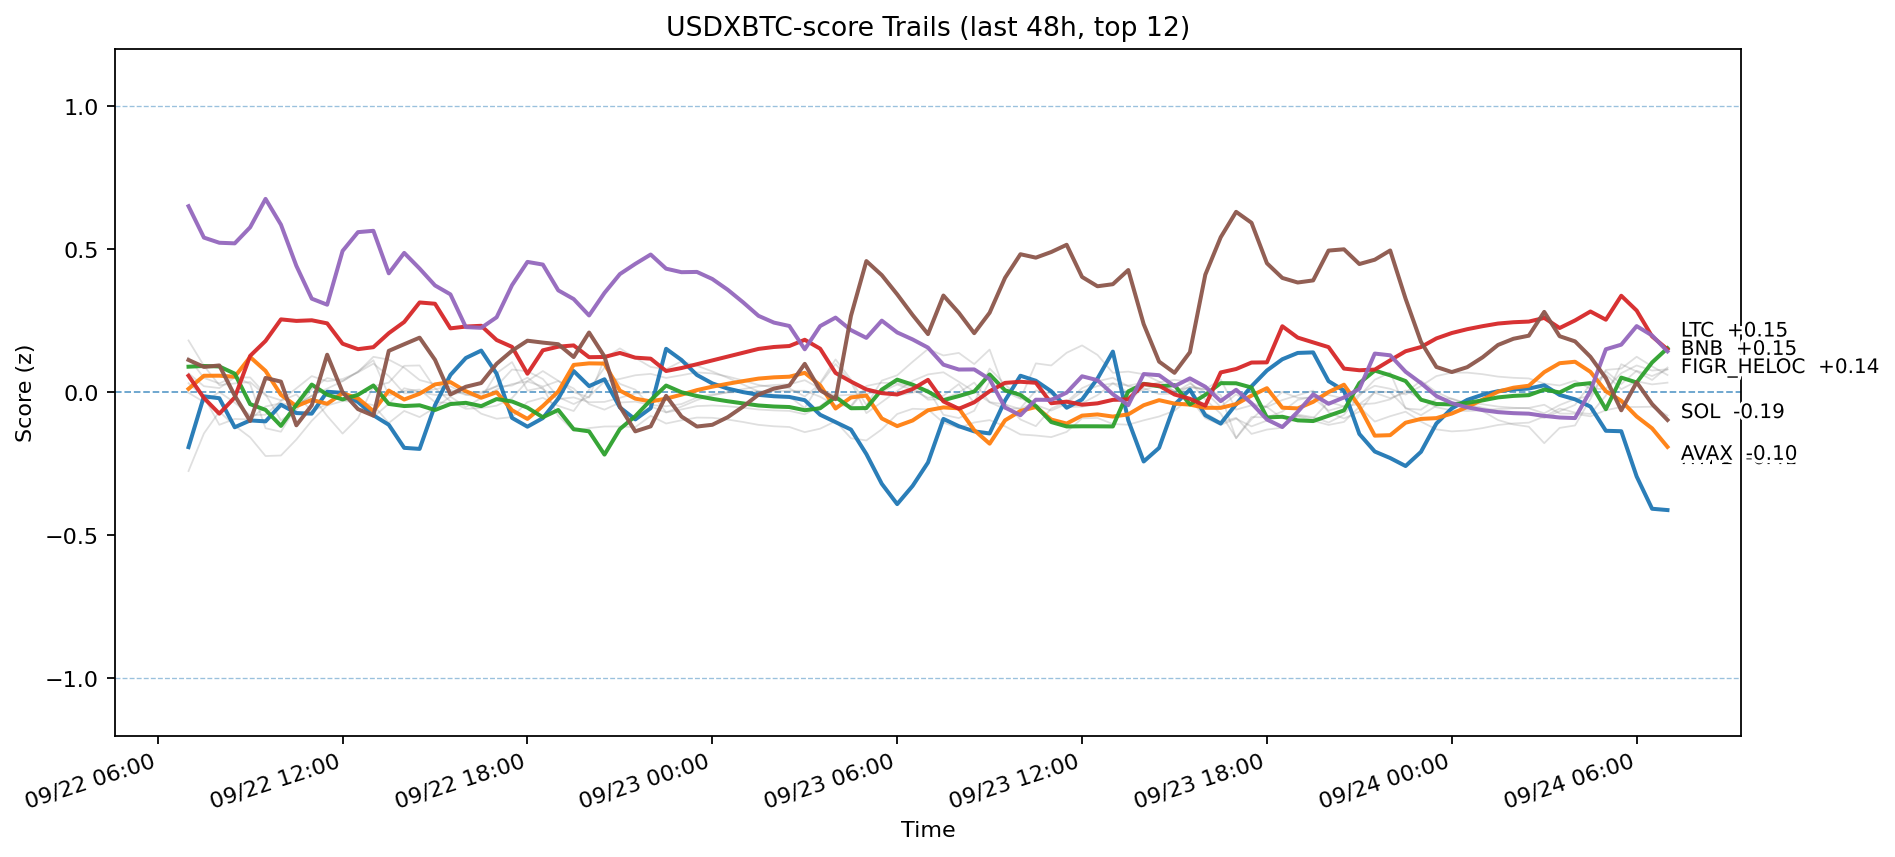 USDXBTC-score Trails (last 48h, top 12)
Score (z)
1.0
0.5
0.0
−0.5
−1.0
LTC +0.15
BNB +0.15
FIGR_HELOC +0.14
SOL -0.19
AVAX -0.10
09/22 06:00
09/22 12:00
09/22 18:00
09/23 00:00
09/23 06:00
09/23 12:00
09/23 18:00
09/24 00:00
09/24 06:00
Time